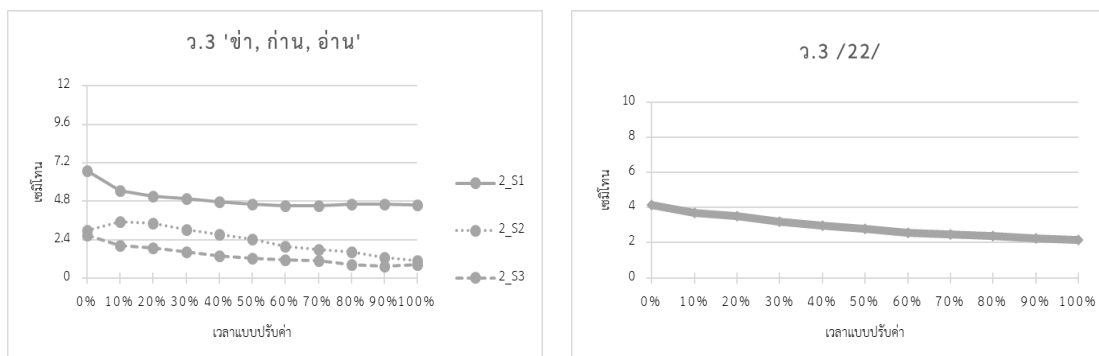 ว.3 'ข่า, ก่าน, อ่าน'
12
9.6
7.2
4.8
2.4
0
เซมิโทน
0% 10% 20% 30% 40% 50% 60% 70% 80% 90% 100%
เวลาแบบปรับค่า
2_S1
2_S2
2_S3
ว.3 /22/
10
8
6
4
2
0
เซมิโทน
0% 10% 20% 30% 40% 50% 60% 70% 80% 90% 100%
เวลาแบบปรับค่า